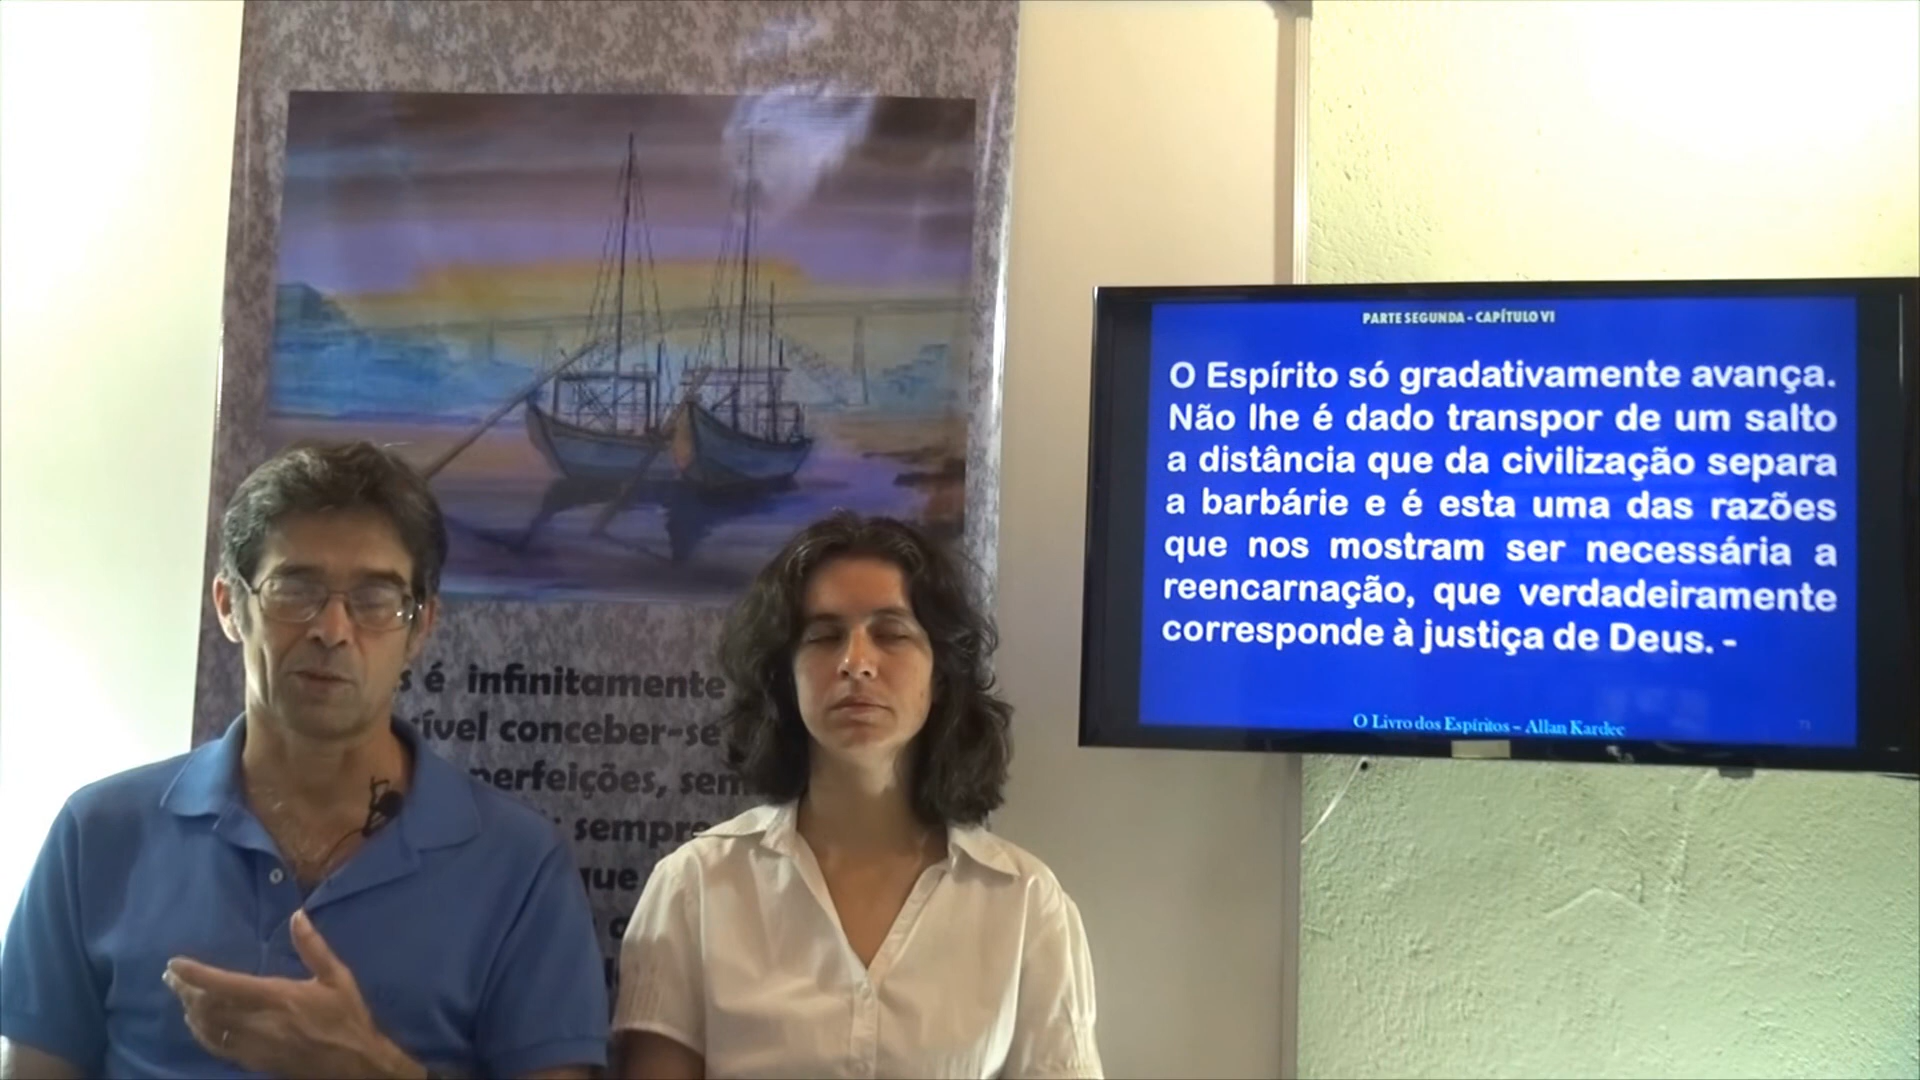 PARTE SEGUNDA - CAPÍTULO VI
O Espírito só gradativamente avança.
Não lhe é dado transpor de um salto
a distância que da civilização separa
a barbárie e é esta uma das razões
que nos mostram ser necessária a
reencarnação, que verdadeiramente
corresponde à justiça de Deus. -
O Livro dos Espíritos – Allan Kardec
é infinitamente
conceber-se
perfeições, sem
sempre
que